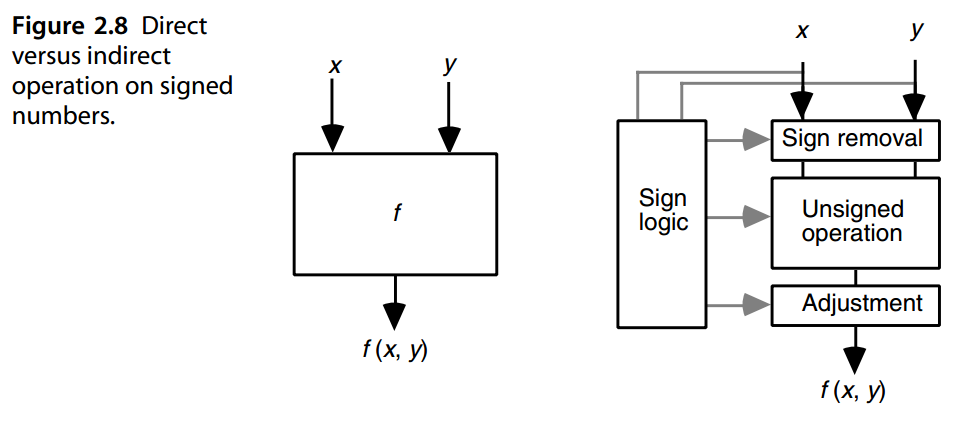 Figure 2.8 Direct
versus indirect
operation on signed
numbers.
x
y
f
f (x, y)
x
y
Sign removal
Sign
logic
Unsigned
operation
Adjustment
f (x, y)